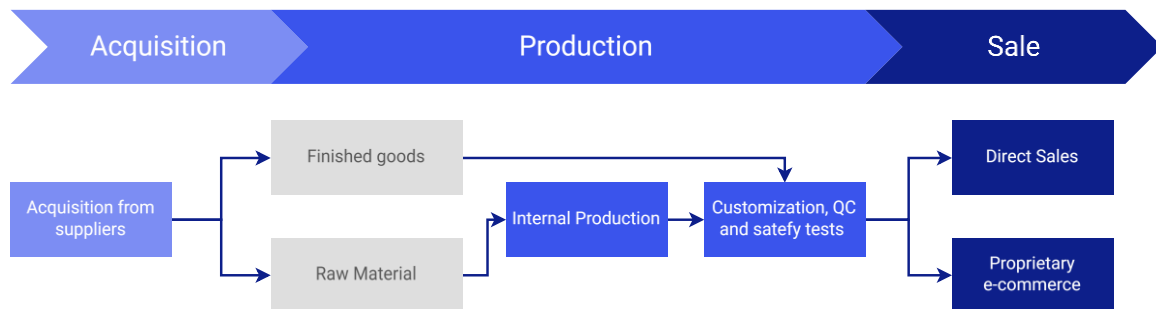 Acquisition
Production
Sale
Finished goods
Direct Sales
Acquisition from
suppliers
Internal Production
Customization, QC
and satefy tests
Raw Material
Proprietary
e-commerce